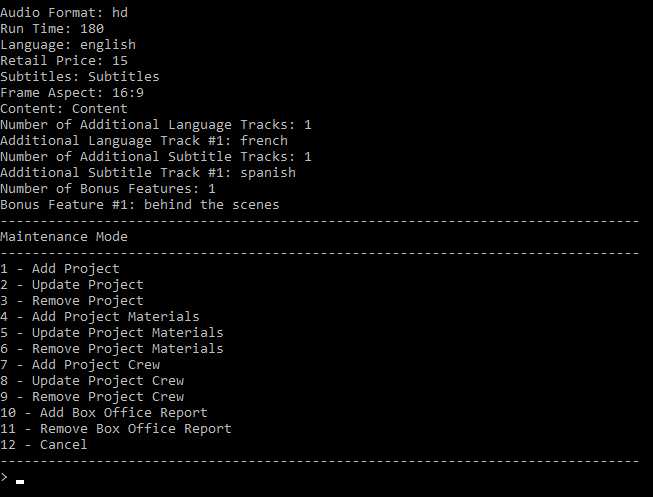 Audio Format: hd
Run Time: 180
Language: english
Retail Price: 15
Subtitles: Subtitles
Frame Aspect: 16:9
Content: Content
Number of Additional Language Tracks: 1
Additional Language Track #1: french
Number of Additional Subtitle Tracks: 1
Additional Subtitle Track #1: spanish
Number of Bonus Features: 1
Bonus Feature #1: behind the scenes
--------------------------------------------------------------------------------
Maintenance Mode
--------------------------------------------------------------------------------
1 - Add Project
2 - Update Project
3 - Remove Project
4 - Add Project Materials
5 - Update Project Materials
6 - Remove Project Materials
7 - Add Project Crew
8 - Update Project Crew
9 - Remove Project Crew
10 - Add Box Office Report
11 - Remove Box Office Report
12 - Cancel
--------------------------------------------------------------------------------
> _